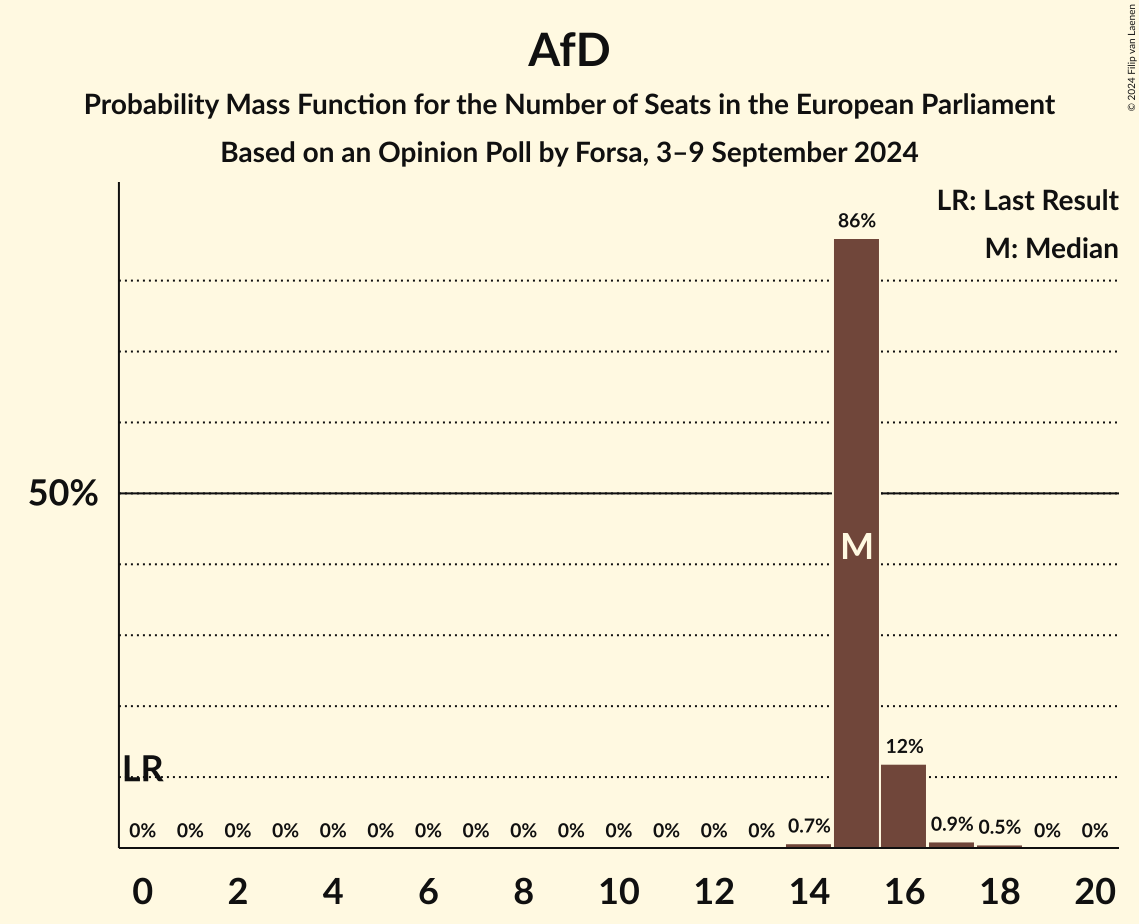 AfD
Probability Mass Function for the Number of Seats in the European Parliament
Based on an Opinion Poll by Forsa, 3–9 September 2024
© 2024 Filip van Laenen
LR: Last Result
M: Median
86%
50%
M
LR
12%
0% 0% 0% 0% 0% 0% 0% 0% 0% 0% 0% 0% 0% 0% 0.7% 0.9% 0.5% 0% 0%
0 2 4 6 8 10 12 14 16 18 20